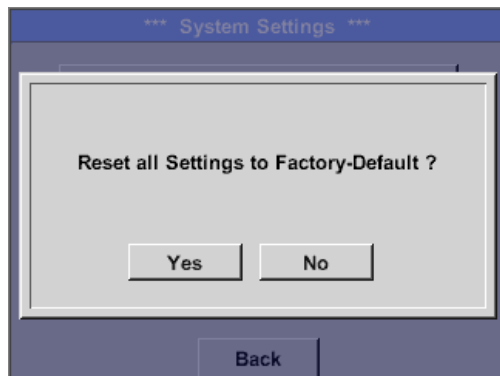 *** System Settings ***
Reset all Settings to Factory-Default ?
Yes No
Back